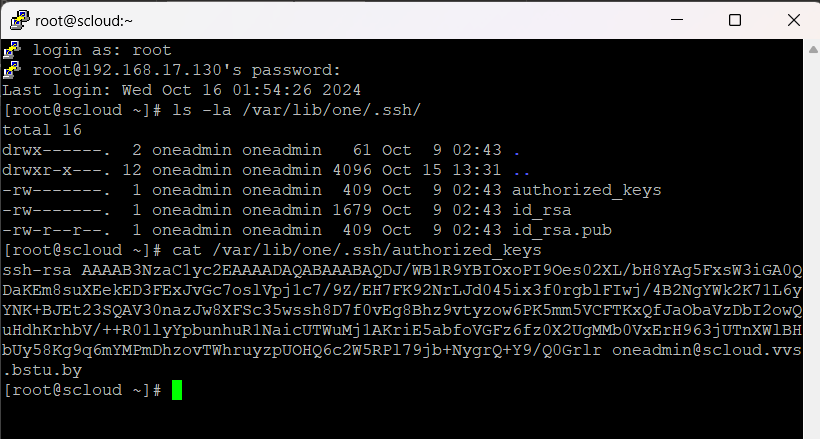 root@scloud:~
login as: root
root@192.168.17.130's password:
Last login: Wed Oct 16 01:54:26 2024
[root@scloud ~]# ls -la /var/lib/one/.ssh/
total 16
drwx------.  2 oneadmin oneadmin   61 Oct  9 02:43 .
drwxr-x---. 12 oneadmin oneadmin 4096 Oct 15 13:31 ..
-rw-------.  1 oneadmin oneadmin  409 Oct  9 02:43 authorized_keys
-rw-------.  1 oneadmin oneadmin 1679 Oct  9 02:43 id_rsa
-rw-r--r--.  1 oneadmin oneadmin  409 Oct  9 02:43 id_rsa.pub
[root@scloud ~]# cat /var/lib/one/.ssh/authorized_keys
ssh-rsa AAAAB3NzaC1yc2EAAAADAQABAAABAQDJ/WB1R9YBIOxoPI9Oes02XL/bH8YAg5FxsW3iGA0Q
DaKEm8suXEekED3FExJvGc7oslVpj1c7/9Z/EH7FK92NrLJd045ix3f0rgblFIwj/4B2NgYWk2K71L6y
YNK+BJEt23SQAV30nazJw8XFSc35wssh8D7f0vEg8Bhz9vtyzow6PK5mm5VCFTKxQfJaObaVzDbI2owQ
uHdhKrhbV/++R01lyYpbunhuR1NaicUTWuMj1AKriE5abfoVGFz6fz0X2UgMMb0VxErH963jUTnXWlBH
bUy58Kg9q6mYMPmDhzovTWhruyzpUOHQ6c2W5RPl79jb+NygrQ+Y9/Q0Grlr oneadmin@scloud.vvs
.bstu.by
[root@scloud ~]#